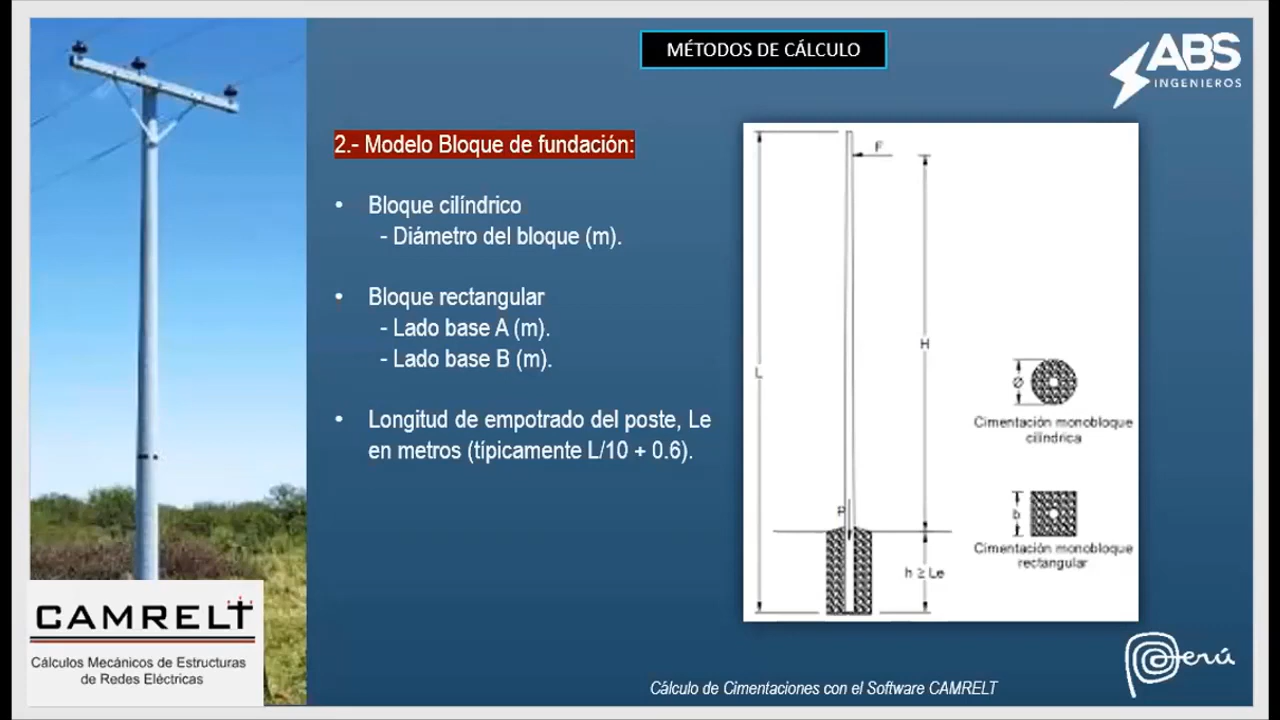 MÉTODOS DE CÁLCULO
ABS
INGENIEROS
2.- Modelo Bloque de fundación:
• Bloque cilíndrico
- Diámetro del bloque (m).
• Bloque rectangular
- Lado base A (m).
- Lado base B (m).
• Longitud de empotrado del poste, Le
en metros (típicamente L/10 + 0.6).
F
H
L
Ø
Cimentación monobloque
cilíndrica
P
b
Cimentación monobloque
rectangular
h ≥ Le
CAMRELT
Cálculos Mecánicos de Estructuras
de Redes Eléctricas
Perú
Cálculo de Cimentaciones con el Software CAMRELT